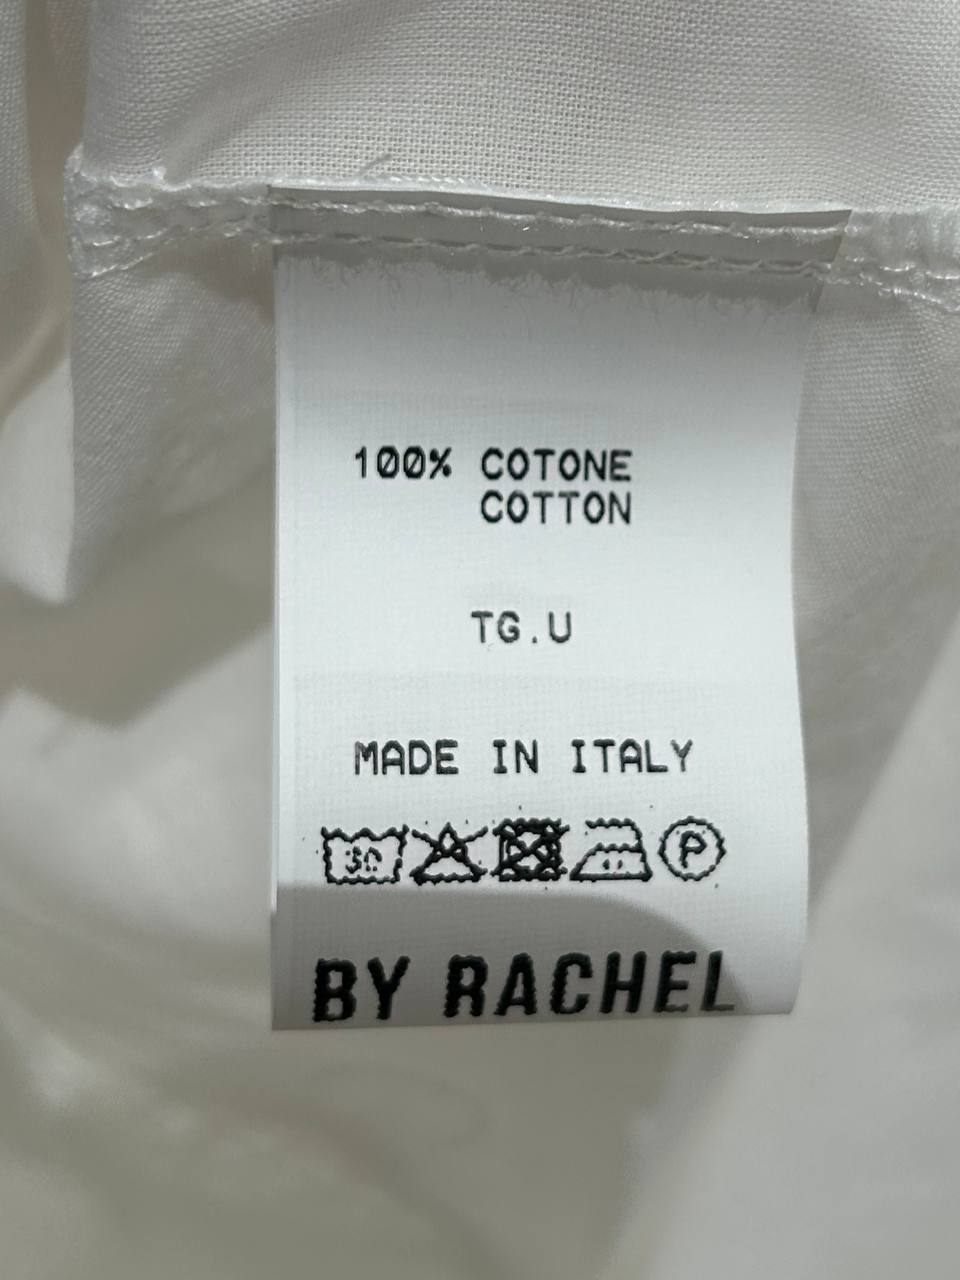 100% COTONE
COTTON
TG.U
MADE IN ITALY
30 P
BY RACHEL